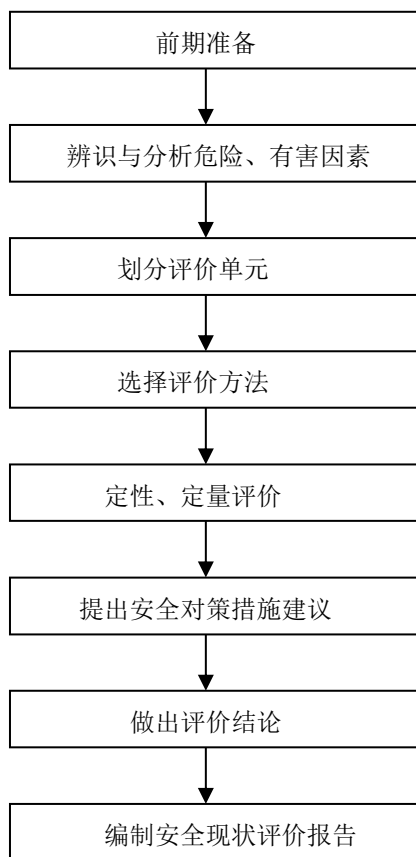 前期准备
辨识与分析危险、有害因素
划分评价单元
选择评价方法
定性、定量评价
提出安全对策措施建议
做出评价结论
编制安全现状评价报告